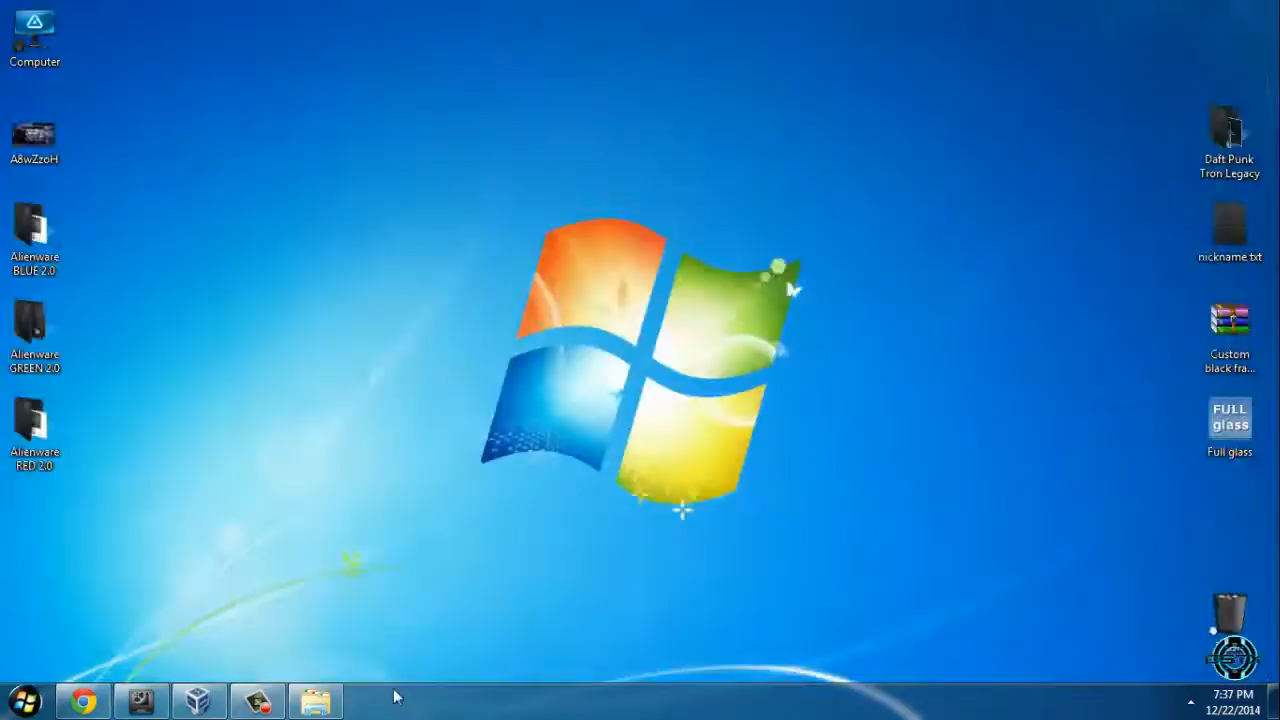 Computer
A8wZzoH
Alienware
BLUE 2.0
Alienware
GREEN 2.0
Alienware
RED 2.0
Daft Punk
Tron Legacy
nickname.txt
Custom
black fra...
FULL
glass
Full glass
7:37 PM
12/22/2014